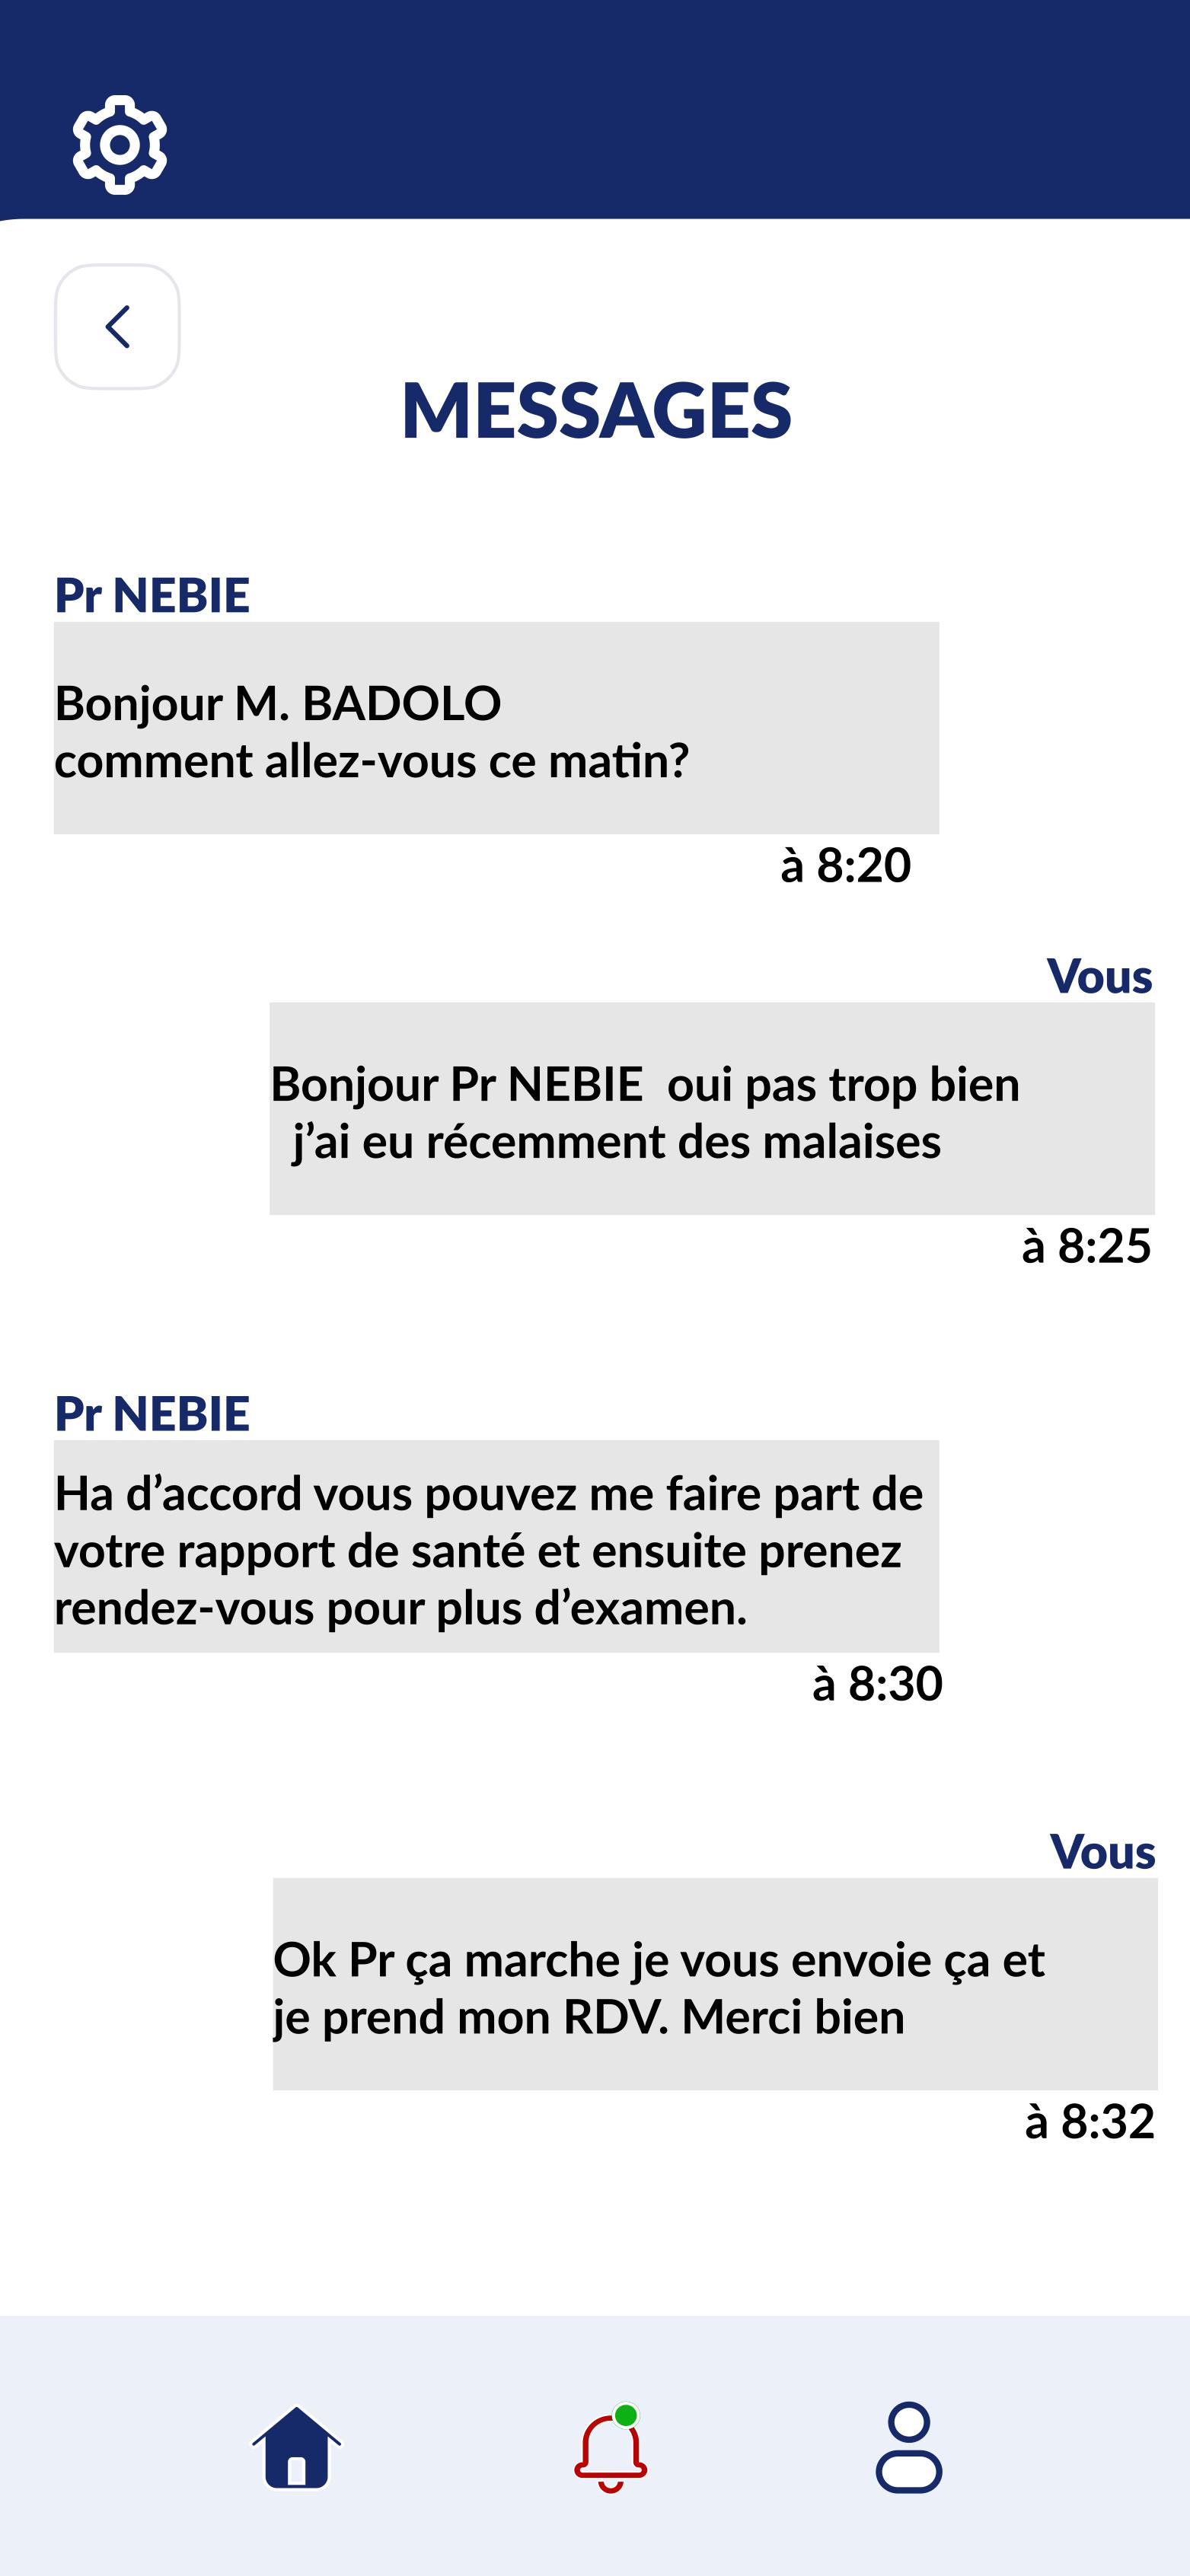 MESSAGES
Pr NEBIE
Bonjour M. BADOLO
comment allez-vous ce matin?
à 8:20
Vous
Bonjour Pr NEBIE  oui pas trop bien
j’ai eu récemment des malaises
à 8:25
Pr NEBIE
Ha d’accord vous pouvez me faire part de
votre rapport de santé et ensuite prenez
rendez-vous pour plus d’examen.
à 8:30
Vous
Ok Pr ça marche je vous envoie ça et
je prend mon RDV. Merci bien
à 8:32